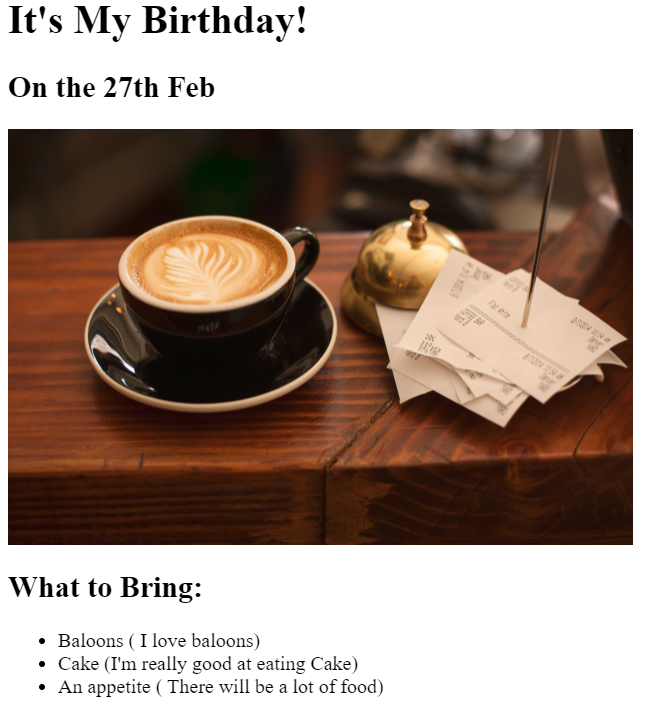 It's My Birthday!
On the 27th Feb
What to Bring:
Baloons ( I love baloons)
Cake (I'm really good at eating Cake)
An appetite ( There will be a lot of food)